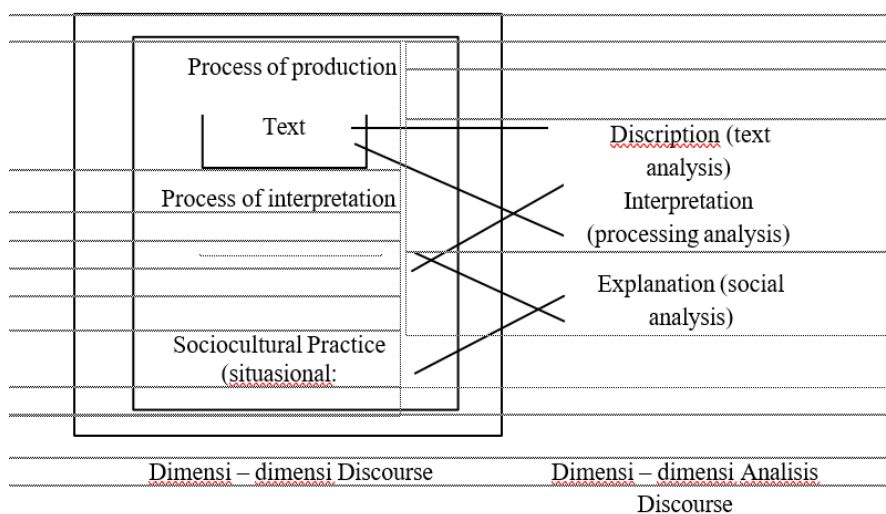 Process of production
Text
Process of interpretation
Sociocultural Practice
(situasional:
Discription (text
analysis)
Interpretation
(processing analysis)
Explanation (social
analysis)
Dimensi – dimensi Discourse
Dimensi – dimensi Analisis
Discourse